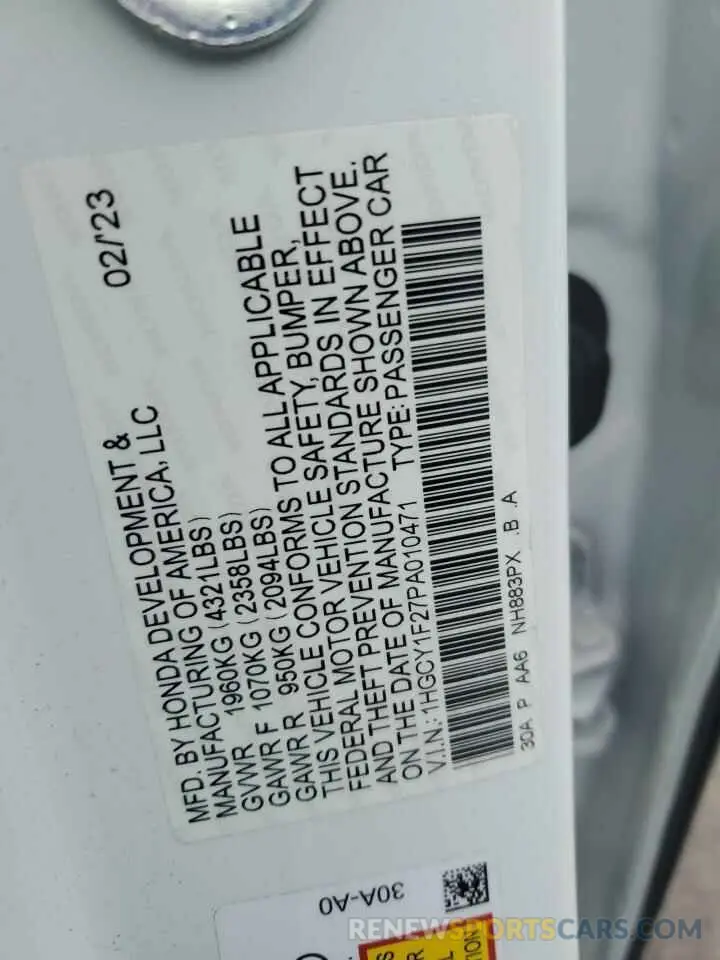 MFD. BY HONDA DEVELOPMENT & 02/'23
MANUFACTURING OF AMERICA, LLC
GVWR 1960KG (4321LBS)
GAWR F 1070KG (2358LBS)
GAWR R 950KG (2094LBS)
THIS VEHICLE CONFORMS TO ALL APPLICABLE
FEDERAL MOTOR VEHICLE SAFETY, BUMPER,
AND THEFT PREVENTION STANDARDS IN EFFECT
ON THE DATE OF MANUFACTURE SHOWN ABOVE.
V.I.N.: 1HGCY1F27PA010471 TYPE: PASSENGER CAR
30A P AA6 NH883PX .B .A
30A-A0
RENEWSPORTSCARS.COM